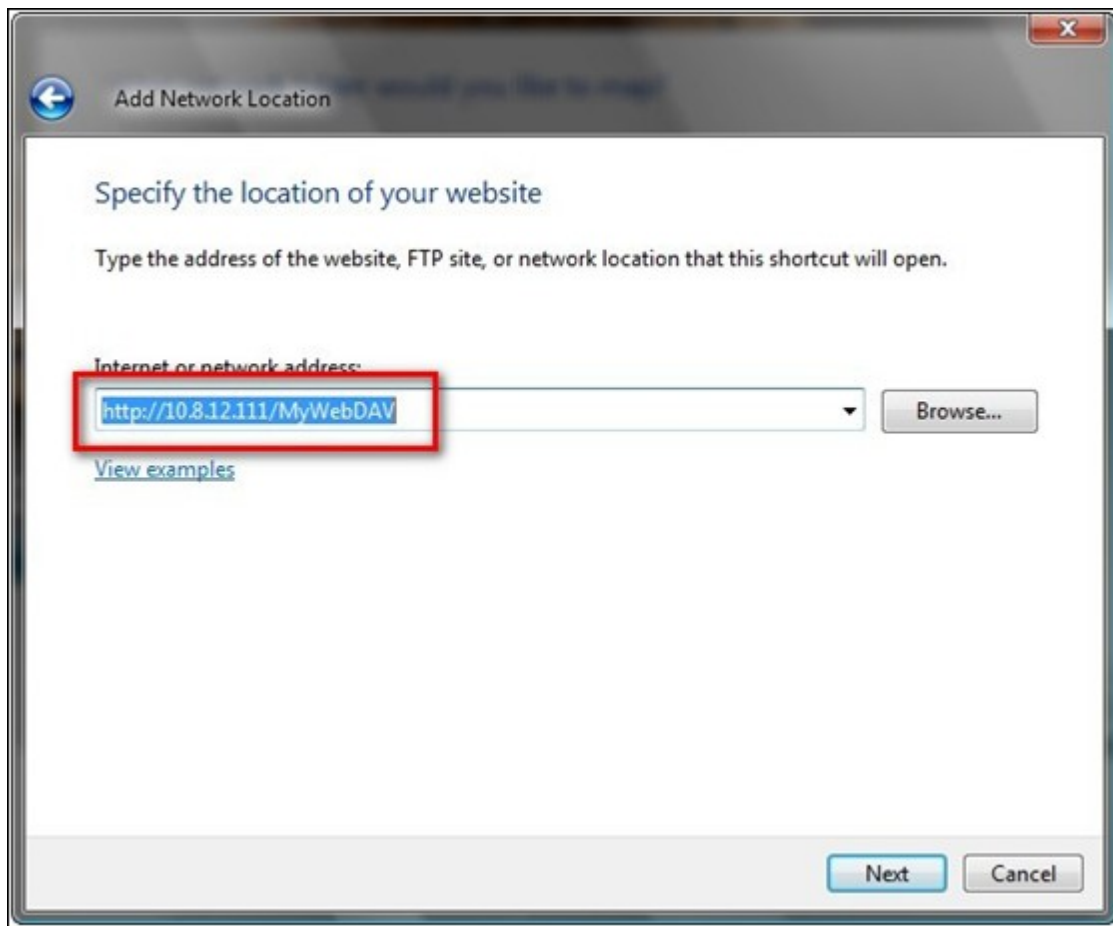 Add Network Location
Specify the location of your website
Type the address of the website, FTP site, or network location that this shortcut will open.
Internet or network address:
http://10.8.12.111/MyWebDAV
Browse...
View examples
Next
Cancel